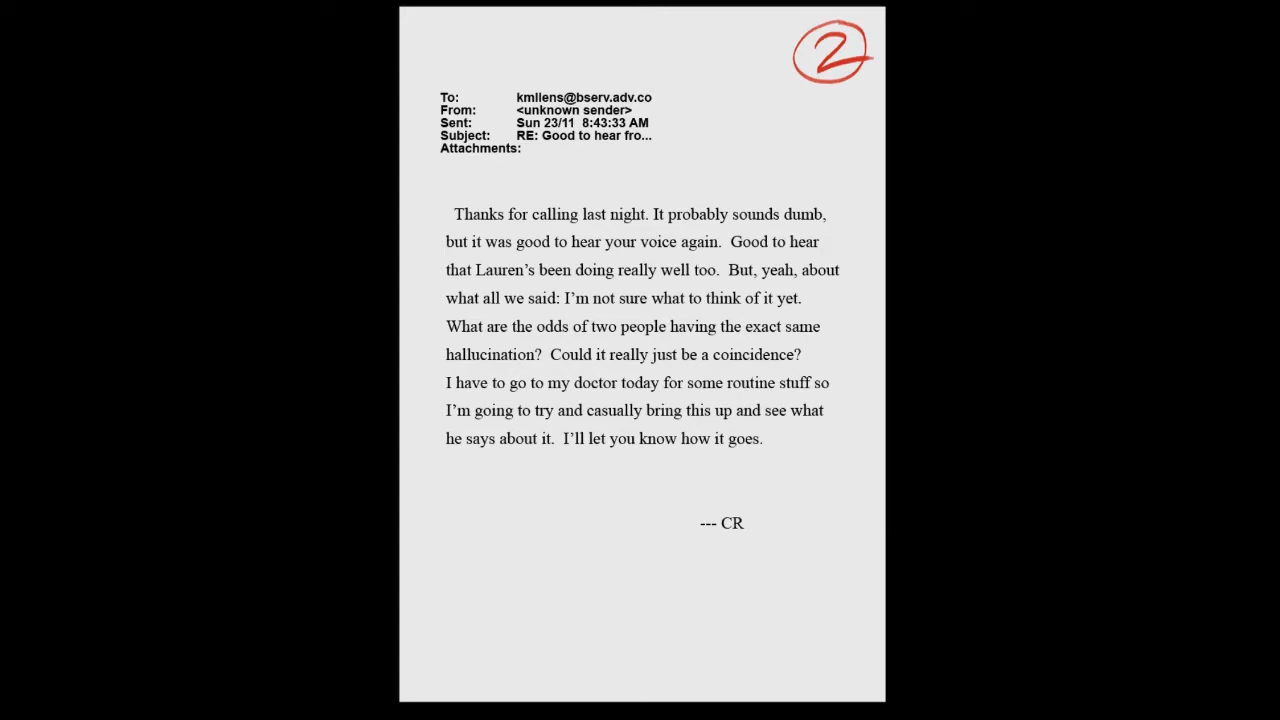 2
To: kmllens@bserv.adv.co
From: <unknown sender>
Sent: Sun 23/11 8:43:33 AM
Subject: RE: Good to hear fro...
Attachments:
Thanks for calling last night. It probably sounds dumb,
but it was good to hear your voice again. Good to hear
that Lauren’s been doing really well too. But, yeah, about
what all we said: I’m not sure what to think of it yet.
What are the odds of two people having the exact same
hallucination? Could it really just be a coincidence?
I have to go to my doctor today for some routine stuff so
I’m going to try and casually bring this up and see what
he says about it. I’ll let you know how it goes.
--- CR